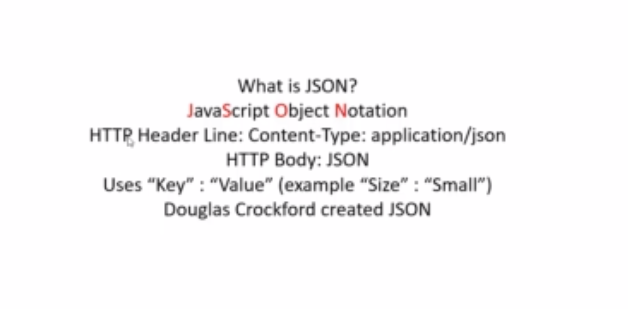 What is JSON?
JavaScript Object Notation
HTTP Header Line: Content-Type: application/json
HTTP Body: JSON
Uses “Key” : “Value” (example “Size” : “Small”)
Douglas Crockford created JSON